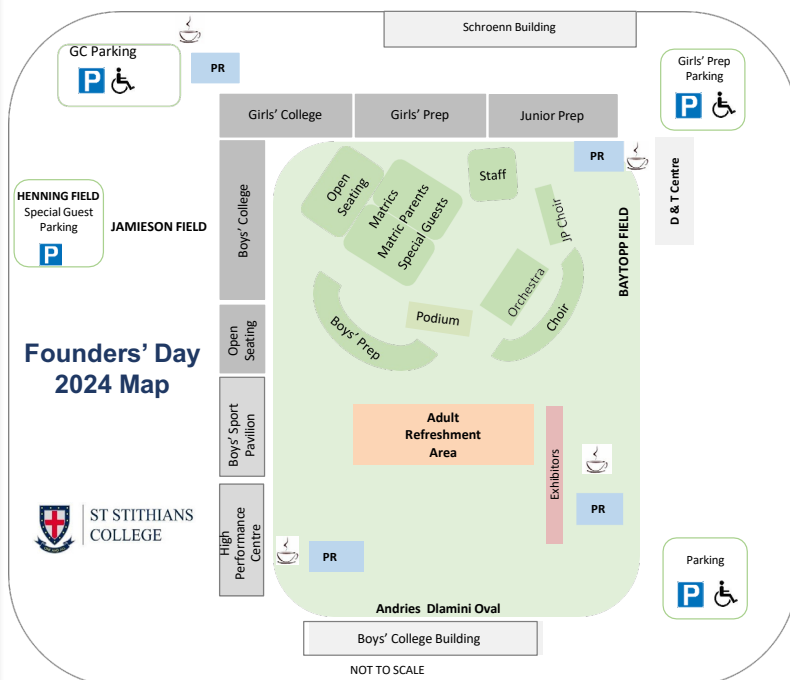 Schroenn Building
GC Parking
P
PR
Girls' Prep
Parking
P
Girls' College
Girls' Prep
Junior Prep
PR
D & T Centre
HENNING FIELD
Special Guest
Parking
P
JAMIESON FIELD
Boys' College
Open
Seating
Matrics
Matric Parents
Special Guests
Staff
JP Choir
BAYTOPP FIELD
Orchestra
Choir
Podium
Boys' Prep
Open
Seating
Founders' Day
2024 Map
Boys' Sport
Pavilion
Adult
Refreshment
Area
Exhibitors
PR
ST STITHIANS
COLLEGE
High
Performance
Centre
PR
Parking
P
Andries Dlamini Oval
Boys' College Building
NOT TO SCALE